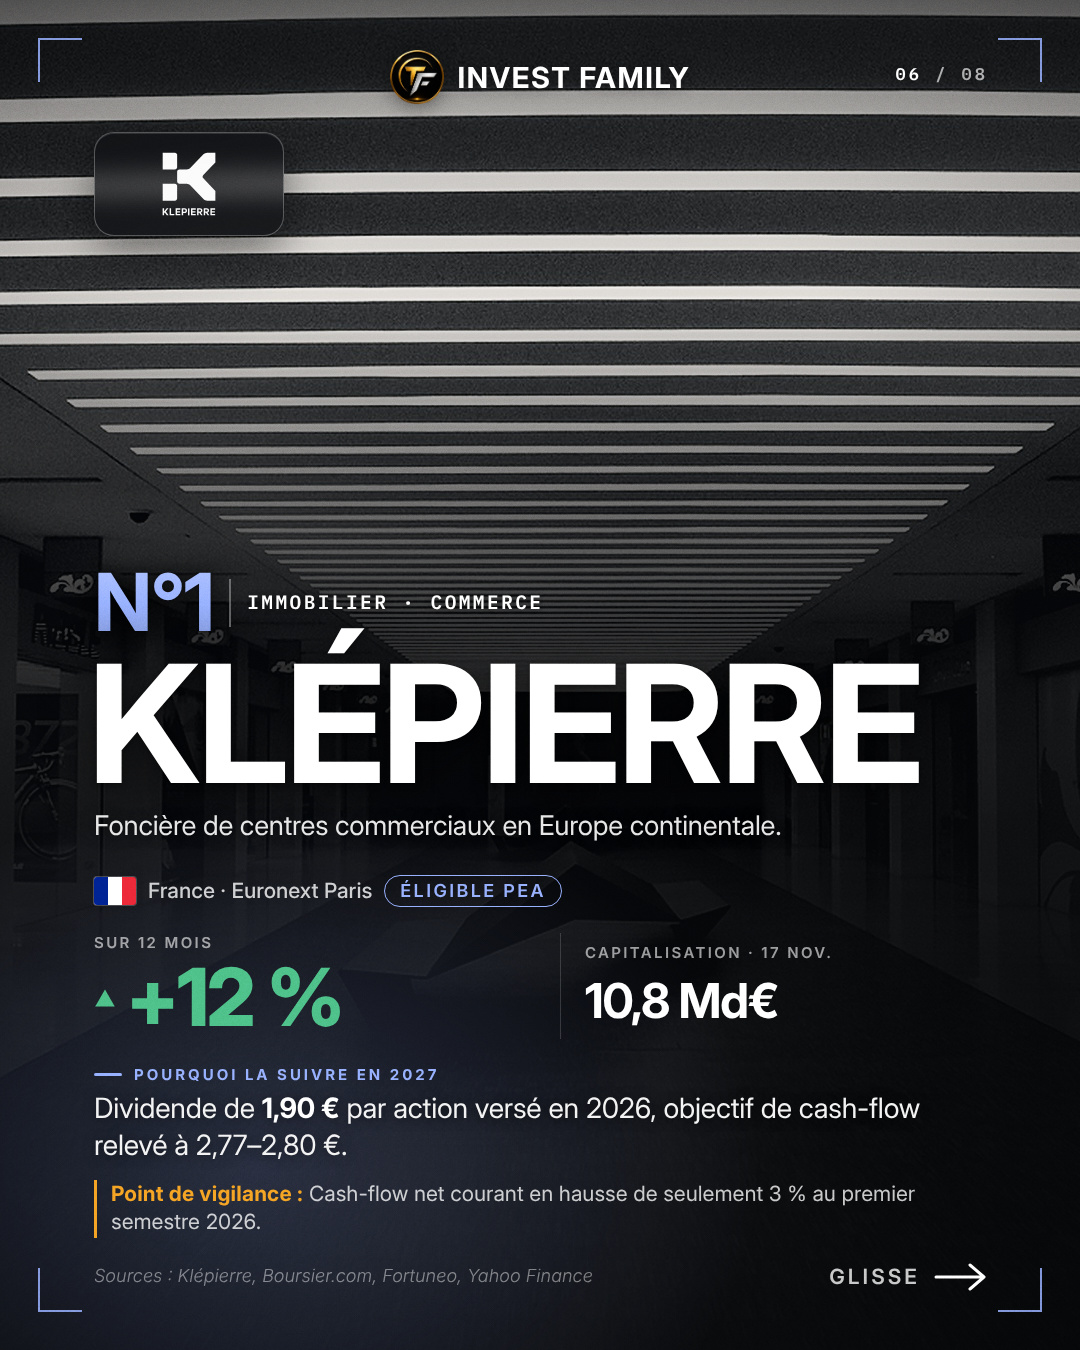 INVEST FAMILY
06 / 08
KLEPIERRE
N°1
IMMOBILIER · COMMERCE
KLÉPIERRE
Foncière de centres commerciaux en Europe continentale.
France · Euronext Paris
ÉLIGIBLE PEA
SUR 12 MOIS
+12 %
CAPITALISATION · 17 NOV.
10,8 Md€
POURQUOI LA SUIVRE EN 2027
Dividende de 1,90 € par action versé en 2026, objectif de cash-flow
relevé à 2,77–2,80 €.
Point de vigilance : Cash-flow net courant en hausse de seulement 3 % au premier
semestre 2026.
Sources : Klépierre, Boursier.com, Fortuneo, Yahoo Finance
GLISSE